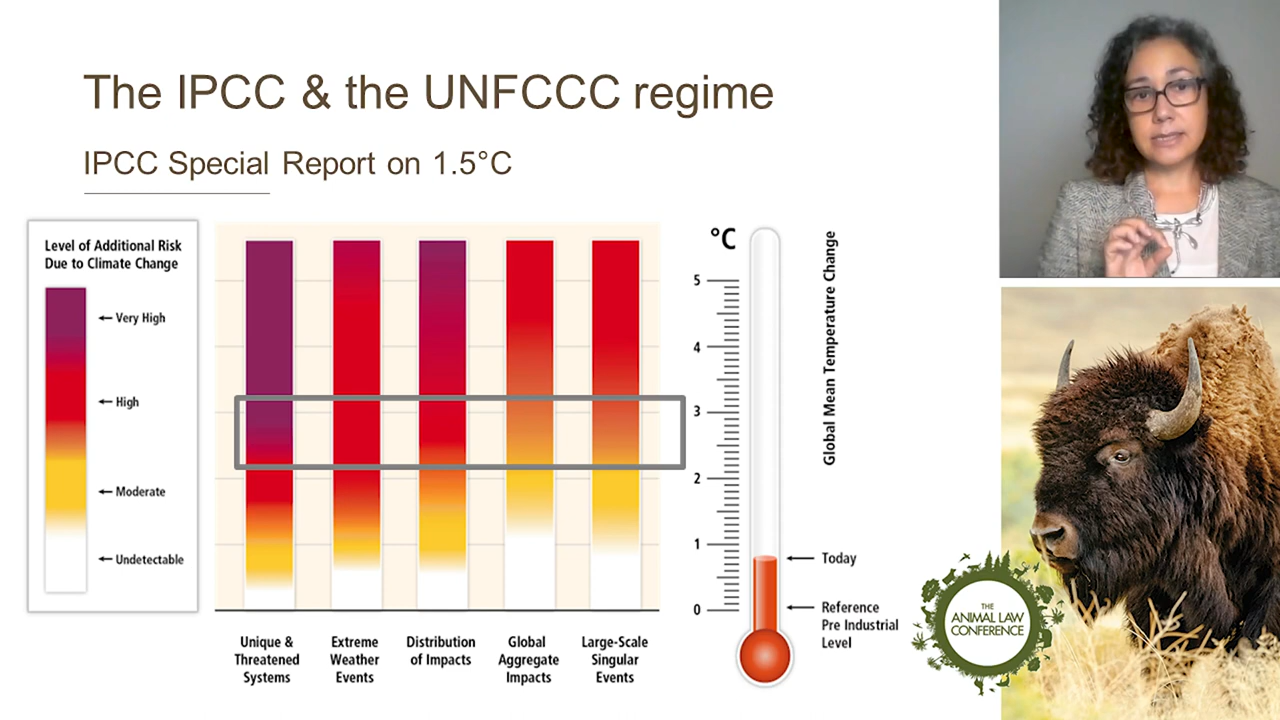 The IPCC & the UNFCCC regime
IPCC Special Report on 1.5°C
Level of Additional Risk
Due to Climate Change
Very High
High
Moderate
Undetectable
°C
5
4
3
2
1
0
Global Mean Temperature Change
Today
Reference
Pre Industrial
Level
Unique &
Threatened
Systems
Extreme
Weather
Events
Distribution
of Impacts
Global
Aggregate
Impacts
Large-Scale
Singular
Events
THE
ANIMAL LAW
CONFERENCE